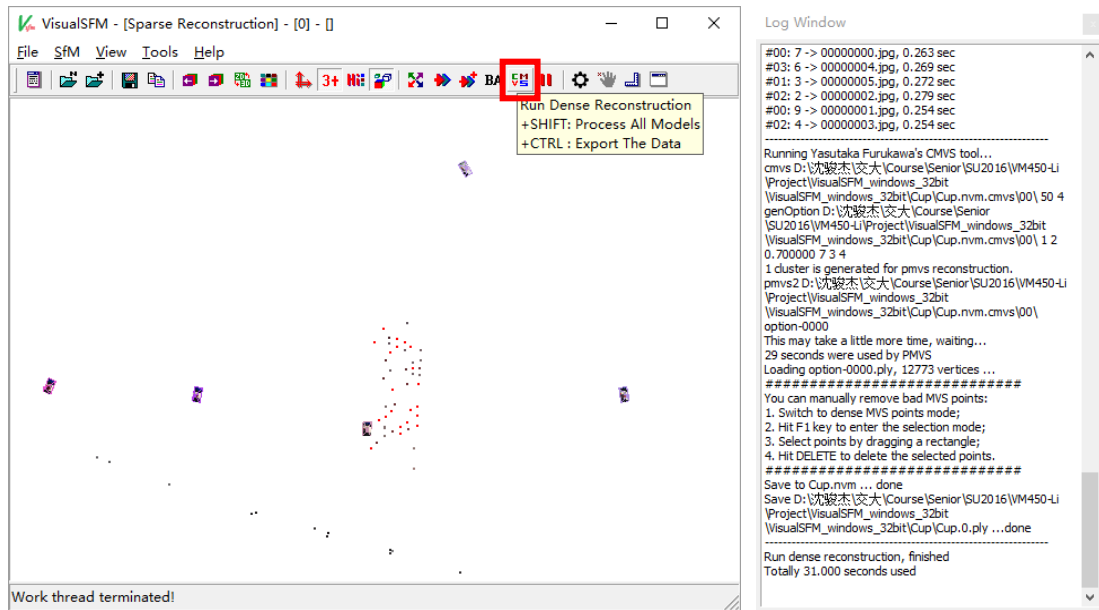 VisualSFM - [Sparse Reconstruction] - [0] - []
File SfM View Tools Help
3+ BA
Run Dense Reconstruction
+SHIFT: Process All Models
+CTRL : Export The Data
Work thread terminated!
Log Window
#00: 7 -> 00000000.jpg, 0.263 sec
#03: 6 -> 00000004.jpg, 0.269 sec
#01: 3 -> 00000005.jpg, 0.272 sec
#02: 2 -> 00000002.jpg, 0.279 sec
#00: 9 -> 00000001.jpg, 0.254 sec
#02: 4 -> 00000003.jpg, 0.254 sec
----------------------------------------------------------------
Running Yasutaka Furukawa's CMVS tool...
cmvs D:\沈骏杰\交大\Course\Senior\SU2016\VM450-Li
\Project\VisualSFM_windows_32bit
\VisualSFM_windows_32bit\Cup\Cup.nvm.cmvs\00\ 50 4
genOption D:\沈骏杰\交大\Course\Senior
\SU2016\VM450-Li\Project\VisualSFM_windows_32bit
\VisualSFM_windows_32bit\Cup\Cup.nvm.cmvs\00\ 1 2
0.700000 7 3 4
1 cluster is generated for pmvs reconstruction.
pmvs2 D:\沈骏杰\交大\Course\Senior\SU2016\VM450-Li
\Project\VisualSFM_windows_32bit
\VisualSFM_windows_32bit\Cup\Cup.nvm.cmvs\00\
option-0000
This may take a little more time, waiting...
29 seconds were used by PMVS
Loading option-0000.ply, 12773 vertices ...
#############################
You can manually remove bad MVS points:
1. Switch to dense MVS points mode;
2. Hit F1 key to enter the selection mode;
3. Select points by dragging a rectangle;
4. Hit DELETE to delete the selected points.
#############################
Save to Cup.nvm ... done
Save D:\沈骏杰\交大\Course\Senior\SU2016\VM450-Li
\Project\VisualSFM_windows_32bit
\VisualSFM_windows_32bit\Cup\Cup.0.ply ...done
----------------------------------------------------------------
Run dense reconstruction, finished
Totally 31.000 seconds used